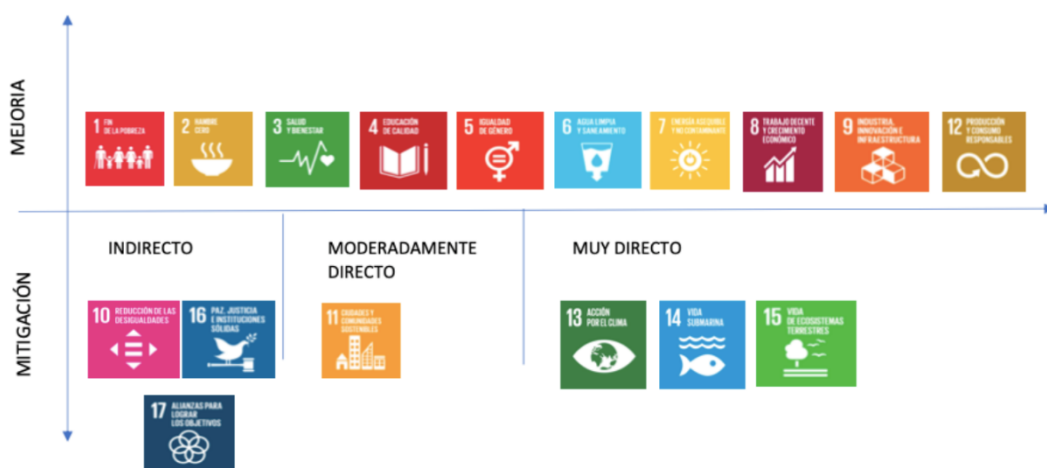 MEJORIA
1 FIN
DE LA POBREZA
2 HAMBRE
CERO
3 SALUD
Y BIENESTAR
4 EDUCACIÓN
DE CALIDAD
5 IGUALDAD
DE GÉNERO
6 AGUA LIMPIA
Y SANEAMIENTO
7 ENERGÍA ASEQUIBLE
Y NO CONTAMINANTE
8 TRABAJO DECENTE
Y CRECIMIENTO
ECONÓMICO
9 INDUSTRIA,
INNOVACIÓN E
INFRAESTRUCTURA
12 PRODUCCIÓN
Y CONSUMO
RESPONSABLES
MITIGACIÓN
INDIRECTO
MODERADAMENTE
DIRECTO
MUY DIRECTO
10 REDUCCIÓN DE LAS
DESIGUALDADES
16 PAZ, JUSTICIA
E INSTITUCIONES
SÓLIDAS
11 CIUDADES Y
COMUNIDADES
SOSTENIBLES
13 ACCIÓN
POR EL CLIMA
14 VIDA
SUBMARINA
15 VIDA
DE ECOSISTEMAS
TERRESTRES
17 ALIANZAS PARA
LOGRAR
LOS OBJETIVOS